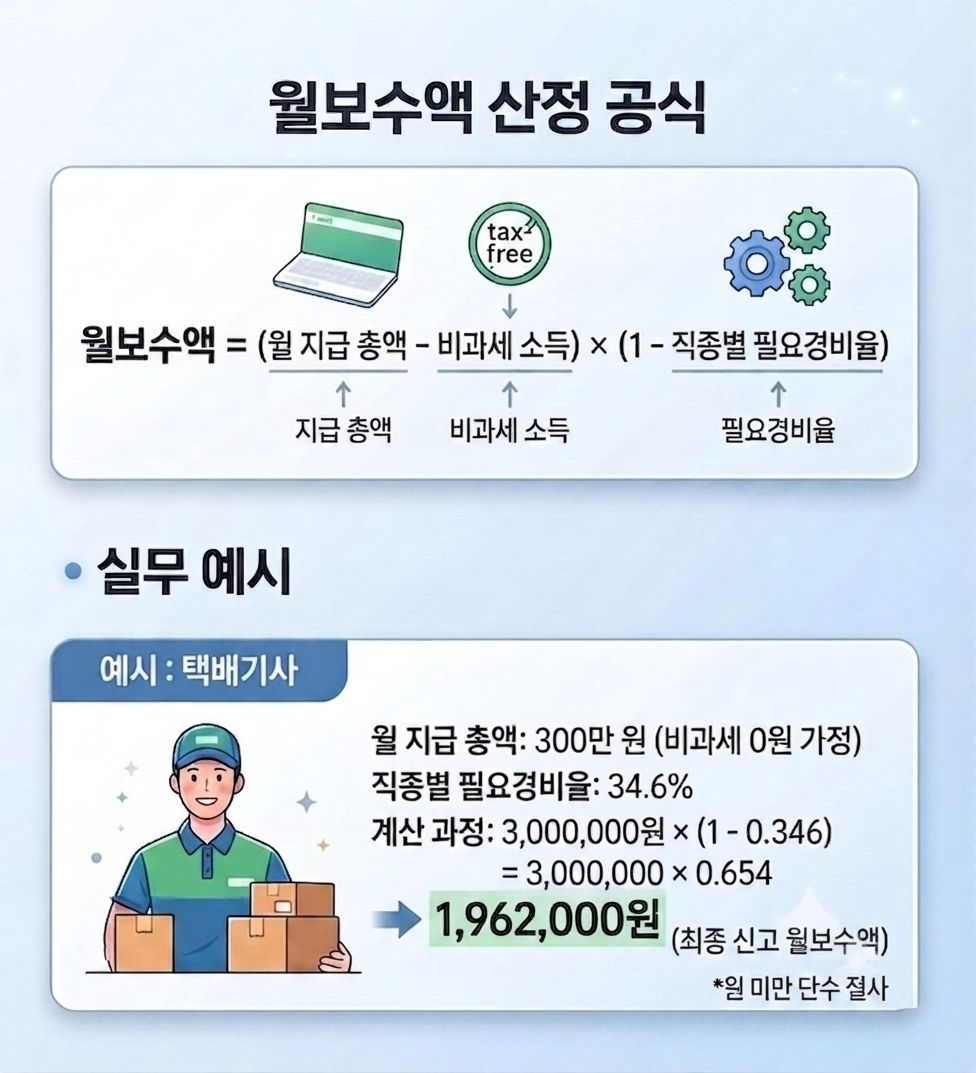 월보수액 산정 공식
tax-
free
월보수액 = (월 지급 총액 - 비과세 소득) × (1 - 직종별 필요경비율)
지급 총액 비과세 소득 필요경비율
• 실무 예시
예시 : 택배기사
월 지급 총액: 300만 원 (비과세 0원 가정)
직종별 필요경비율: 34.6%
계산 과정: 3,000,000원 × (1 - 0.346)
= 3,000,000 × 0.654
1,962,000원 (최종 신고 월보수액)
*원 미만 단수 절사